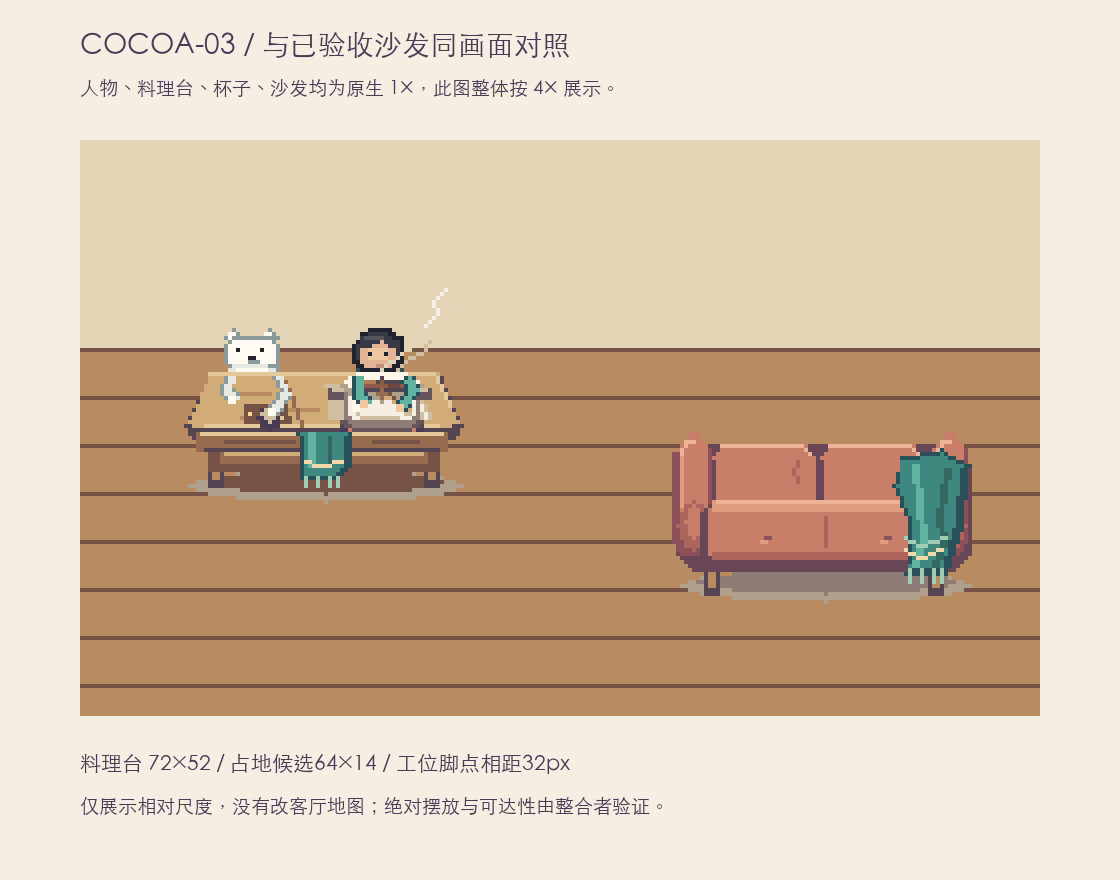 COCOA-03 / 与已验收沙发同画面对照
人物、料理台、杯子、沙发均为原生 1×，此图整体按 4× 展示。
料理台 72×52 / 占地候选64×14 / 工位脚点相距32px
仅展示相对尺度，没有改客厅地图；绝对摆放与可达性由整合者验证。